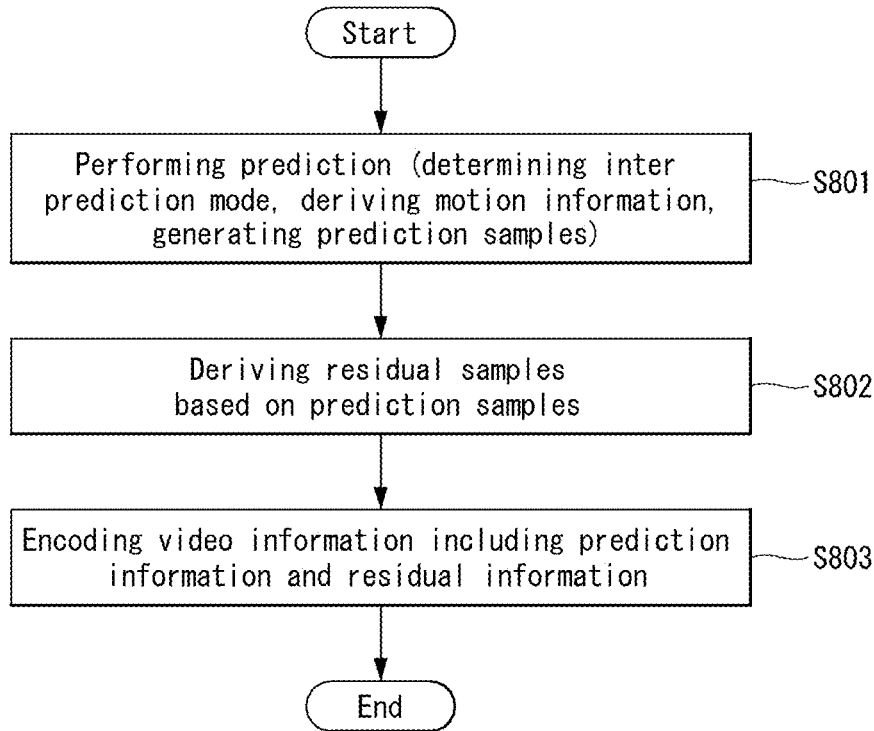 Start
Performing prediction (determining inter
prediction mode, deriving motion information,
generating prediction samples)
S801
Deriving residual samples
based on prediction samples
S802
Encoding video information including prediction
information and residual information
S803
End